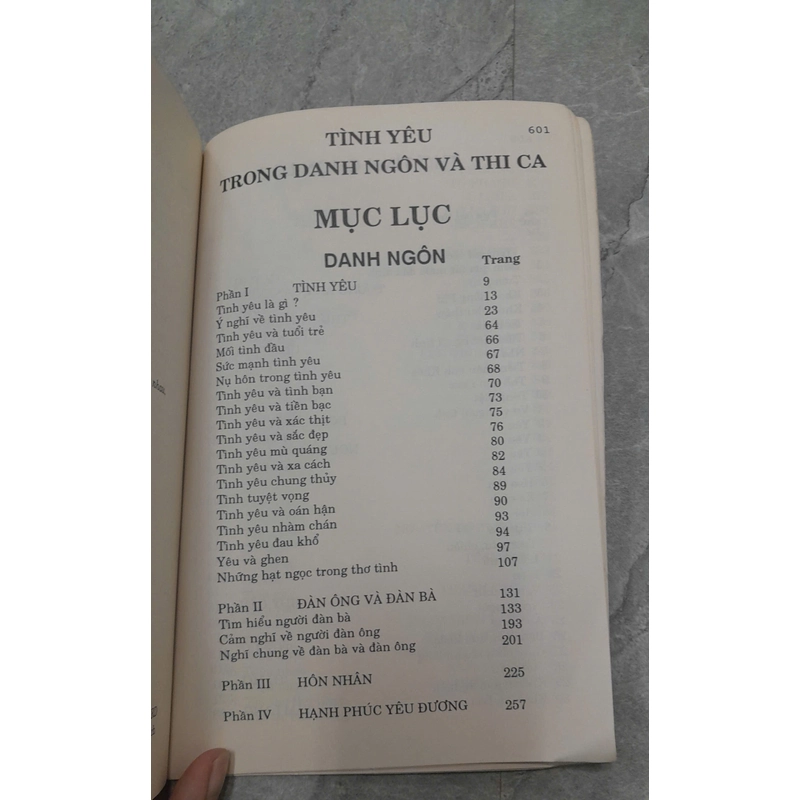 601
TÌNH YÊU
TRONG DANH NGÔN VÀ THI CA
MỤC LỤC
DANH NGÔN Trang
Phần I TÌNH YÊU 9
Tình yêu là gì ? 13
Ý nghĩ về tình yêu 23
Tình yêu và tuổi trẻ 64
Mối tình đầu 66
Sức mạnh tình yêu 67
Nụ hôn trong tình yêu 68
Tình yêu và tình bạn 70
Tình yêu và tiền bạc 73
Tình yêu và xác thịt 75
Tình yêu và sắc đẹp 76
Tình yêu mù quáng 80
Tình yêu và xa cách 82
Tình yêu chung thủy 84
Tình tuyệt vọng 89
Tình yêu và oán hận 90
Tình yêu nhàm chán 93
Tình yêu đau khổ 94
Yêu và ghen 97
Những hạt ngọc trong thơ tình 107
Phần II ĐÀN ÔNG VÀ ĐÀN BÀ 131
Tìm hiểu người đàn bà 133
Cảm nghĩ về người đàn ông 193
Nghĩ chung về đàn bà và đàn ông 201
Phần III HÔN NHÂN 225
Phần IV HẠNH PHÚC YÊU ĐƯƠNG 257